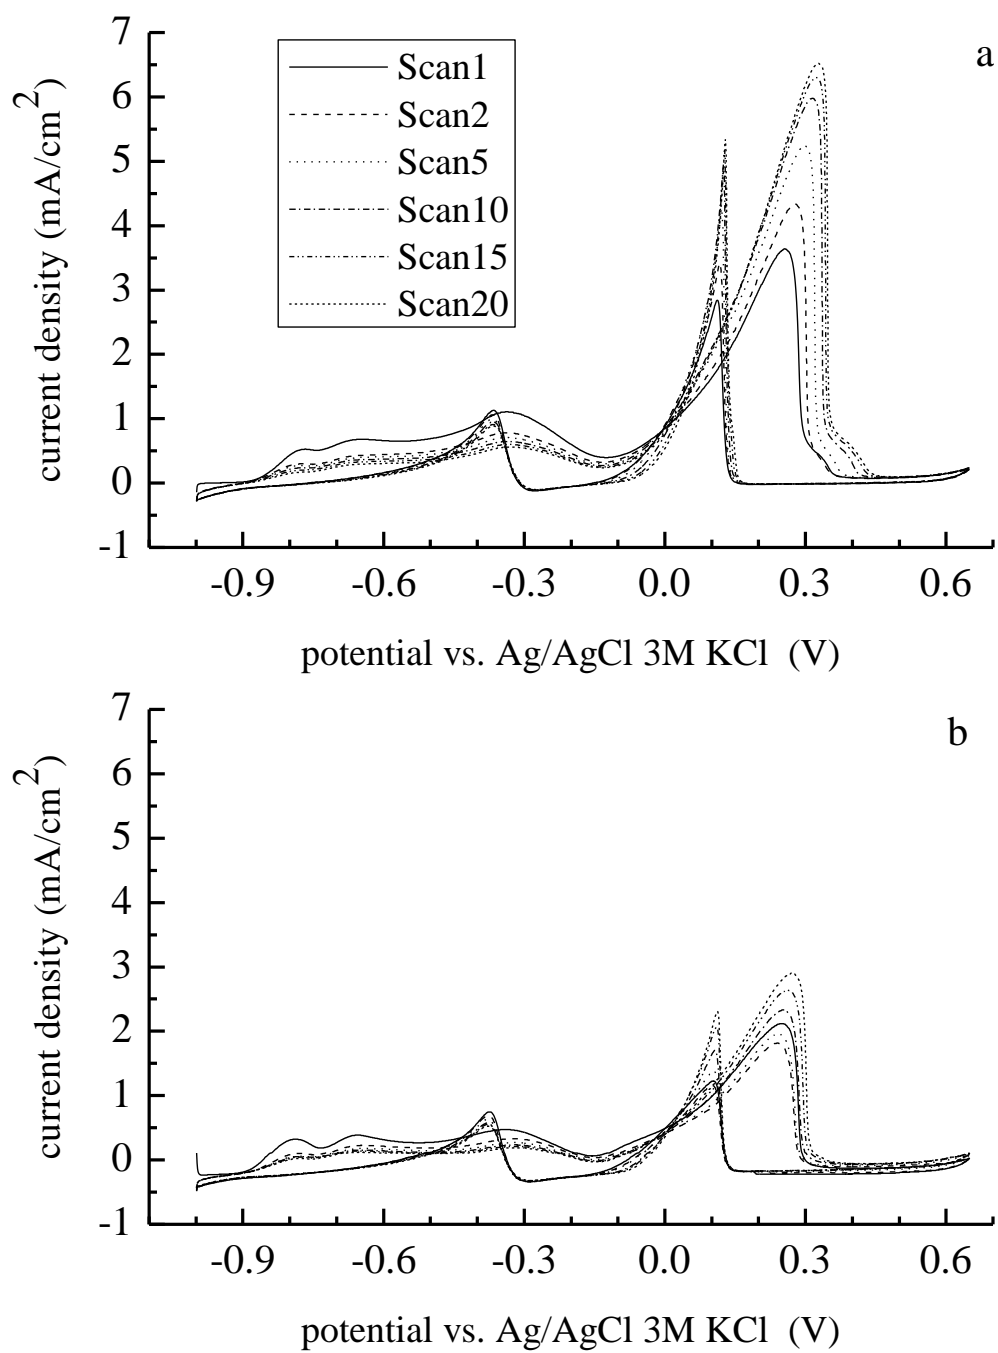 a
7
6
5
4
3
2
1
0
-1
current density (mA/cm2)
Scan1
Scan2
Scan5
Scan10
Scan15
Scan20
-0.9 -0.6 -0.3 0.0 0.3 0.6
potential vs. Ag/AgCl 3M KCl (V)
b
7
6
5
4
3
2
1
0
-1
current density (mA/cm2)
-0.9 -0.6 -0.3 0.0 0.3 0.6
potential vs. Ag/AgCl 3M KCl (V)